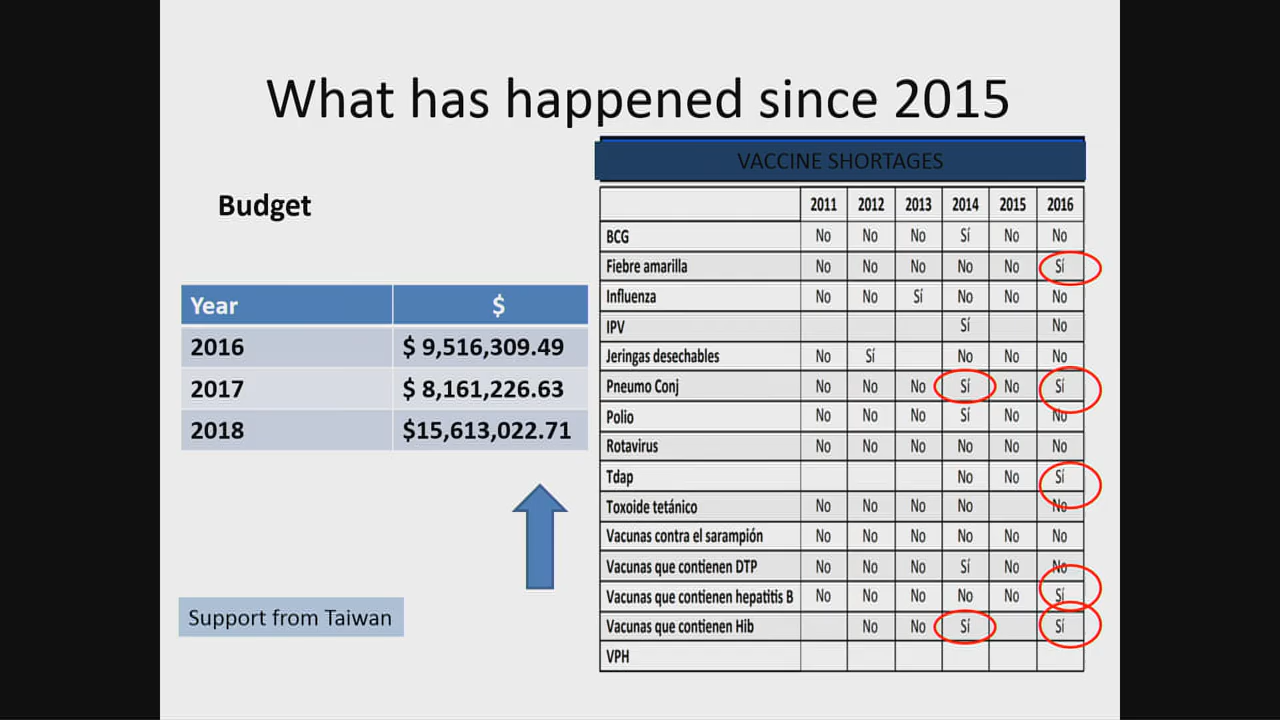 What has happened since 2015
Budget
Year $
2016 $ 9,516,309.49
2017 $ 8,161,226.63
2018 $15,613,022.71
Support from Taiwan
VACCINE SHORTAGES
2011 2012 2013 2014 2015 2016
BCG No No No Sí No No
Fiebre amarilla No No No No No Sí
Influenza No No Sí No No No
IPV Sí No
Jeringas desechables No Sí No No No
Pneumo Conj No No No Sí No Sí
Polio No No No Sí No No
Rotavirus No No No No No No
Tdap No No Sí
Toxoide tetánico No No No No No
Vacunas contra el sarampión No No No No No No
Vacunas que contienen DTP No No No Sí No No
Vacunas que contienen hepatitis B No No No No No Sí
Vacunas que contienen Hib No No Sí Sí
VPH